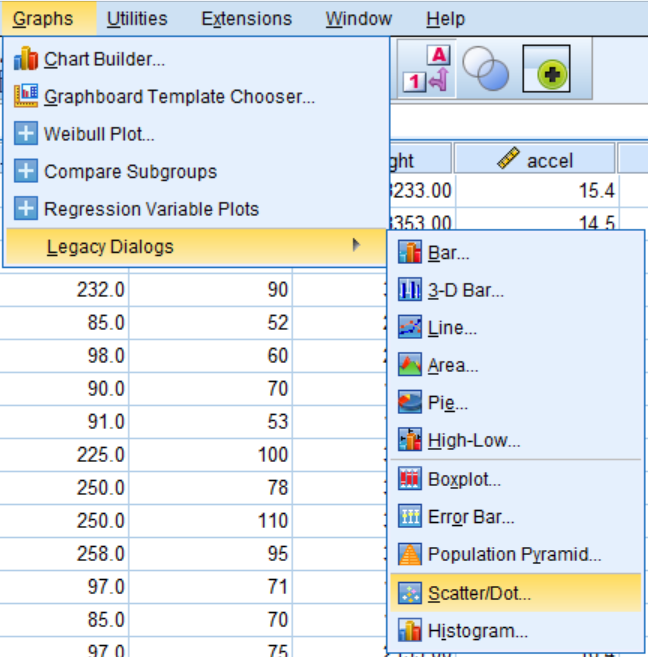 Graphs Utilities Extensions Window Help
Chart Builder...
Graphboard Template Chooser...
Weibull Plot...
Compare Subgroups
Regression Variable Plots
Legacy Dialogs
A
1
ght accel
233.00 15.4
353.00 14.5
Bar...
3-D Bar...
Line...
Area...
Pie...
High-Low...
Boxplot...
Error Bar...
Population Pyramid...
Scatter/Dot...
Histogram...
232.0 90
85.0 52
98.0 60
90.0 70
91.0 53
225.0 100
250.0 78
250.0 110
258.0 95
97.0 71
85.0 70
97.0 75